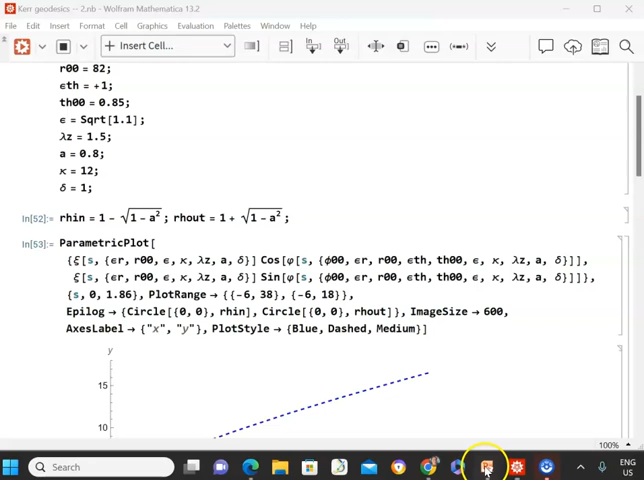 Kerr geodesics -- 2.nb - Wolfram Mathematica 13.2
File Edit Insert Format Cell Graphics Evaluation Palettes Window Help
Insert Cell...
r00 = 82;
ϵth = +1;
th00 = 0.85;
ϵ = Sqrt[1.1];
λz = 1.5;
a = 0.8;
κ = 12;
δ = 1;
In[52]:= rhin = 1 - √(1 - a²); rhout = 1 + √(1 - a²);
In[53]:= ParametricPlot[
{ξ[s, {ϵr, r00, ϵ, κ, λz, a, δ}] Cos[φ[s, {ϕ00, ϵr, r00, ϵth, th00, ϵ, κ, λz, a, δ}]],
ξ[s, {ϵr, r00, ϵ, κ, λz, a, δ}] Sin[φ[s, {ϕ00, ϵr, r00, ϵth, th00, ϵ, κ, λz, a, δ}]]},
{s, 0, 1.86}, PlotRange → {{-6, 38}, {-6, 18}},
Epilog → {Circle[{0, 0}, rhin], Circle[{0, 0}, rhout]}, ImageSize → 600,
AxesLabel → {"x", "y"}, PlotStyle → {Blue, Dashed, Medium}]
y
15
10
100%
Search
ENG
US